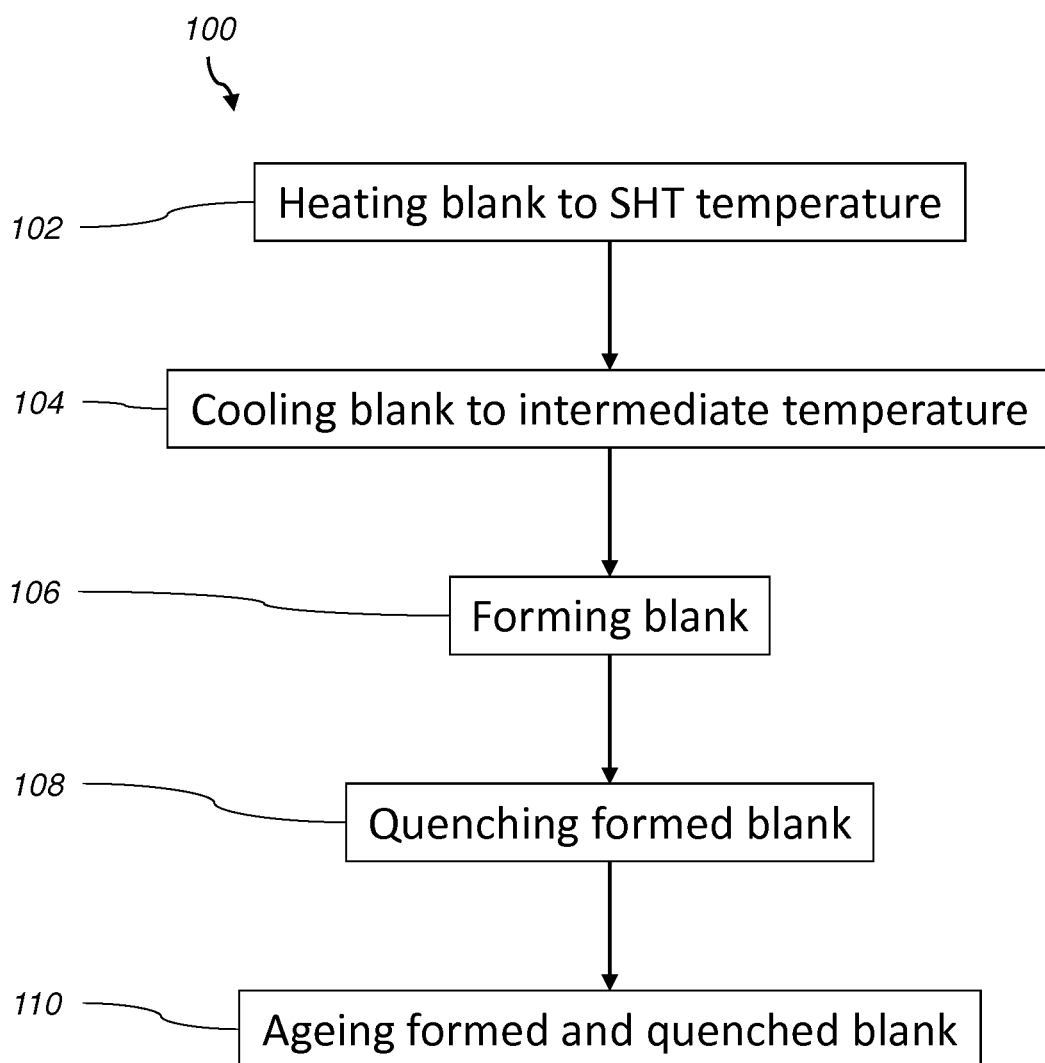 100
102
Heating blank to SHT temperature
104
Cooling blank to intermediate temperature
106
Forming blank
108
Quenching formed blank
110
Ageing formed and quenched blank